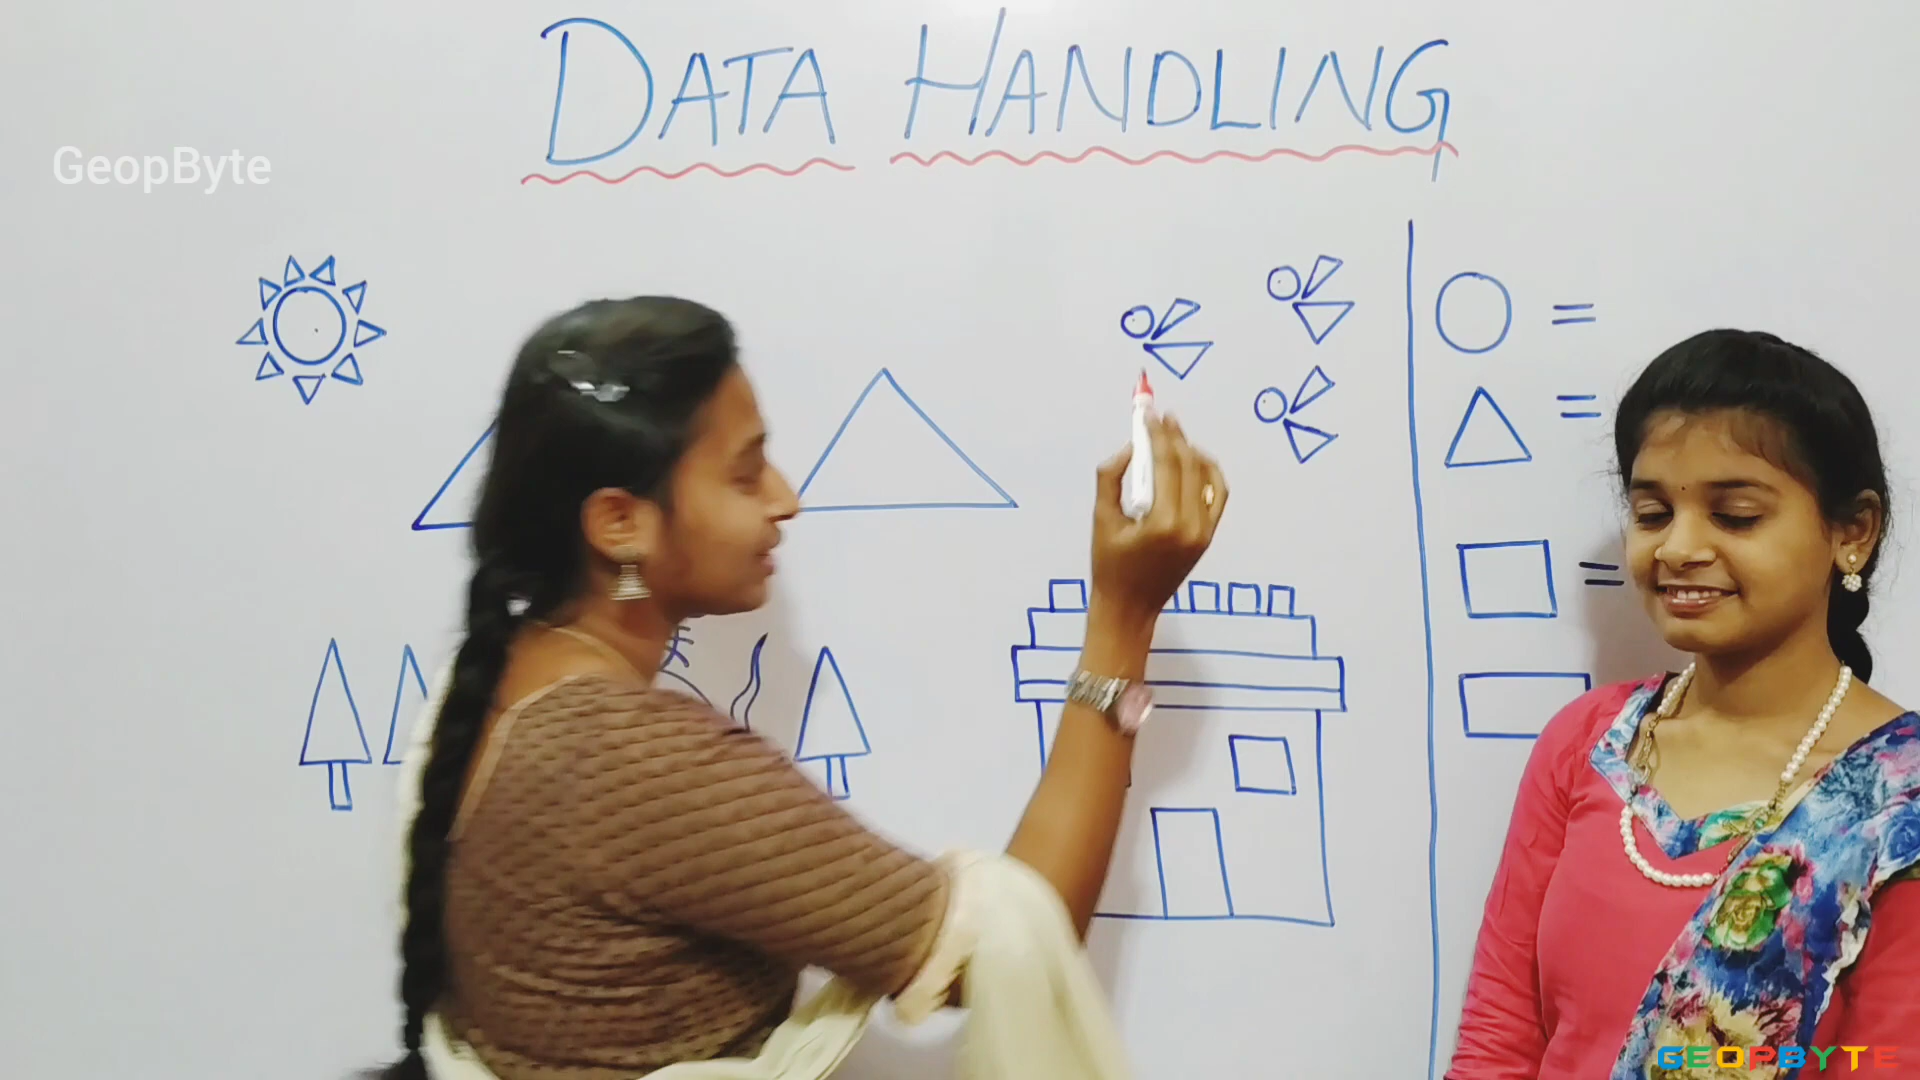 DATA HANDLING
GeopByte
=
=
=
GEOPBYTE